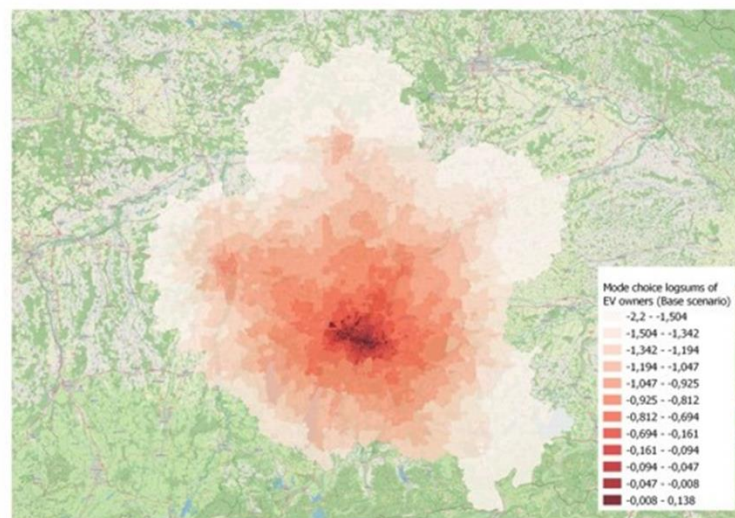 Mode choice logsums of
EV owners (Base scenario)
-2,2 - -1,504
-1,504 - -1,342
-1,342 - -1,194
-1,194 - -1,047
-1,047 - -0,925
-0,925 - -0,812
-0,812 - -0,694
-0,694 - -0,161
-0,161 - -0,094
-0,094 - -0,047
-0,047 - -0,008
-0,008 - 0,138